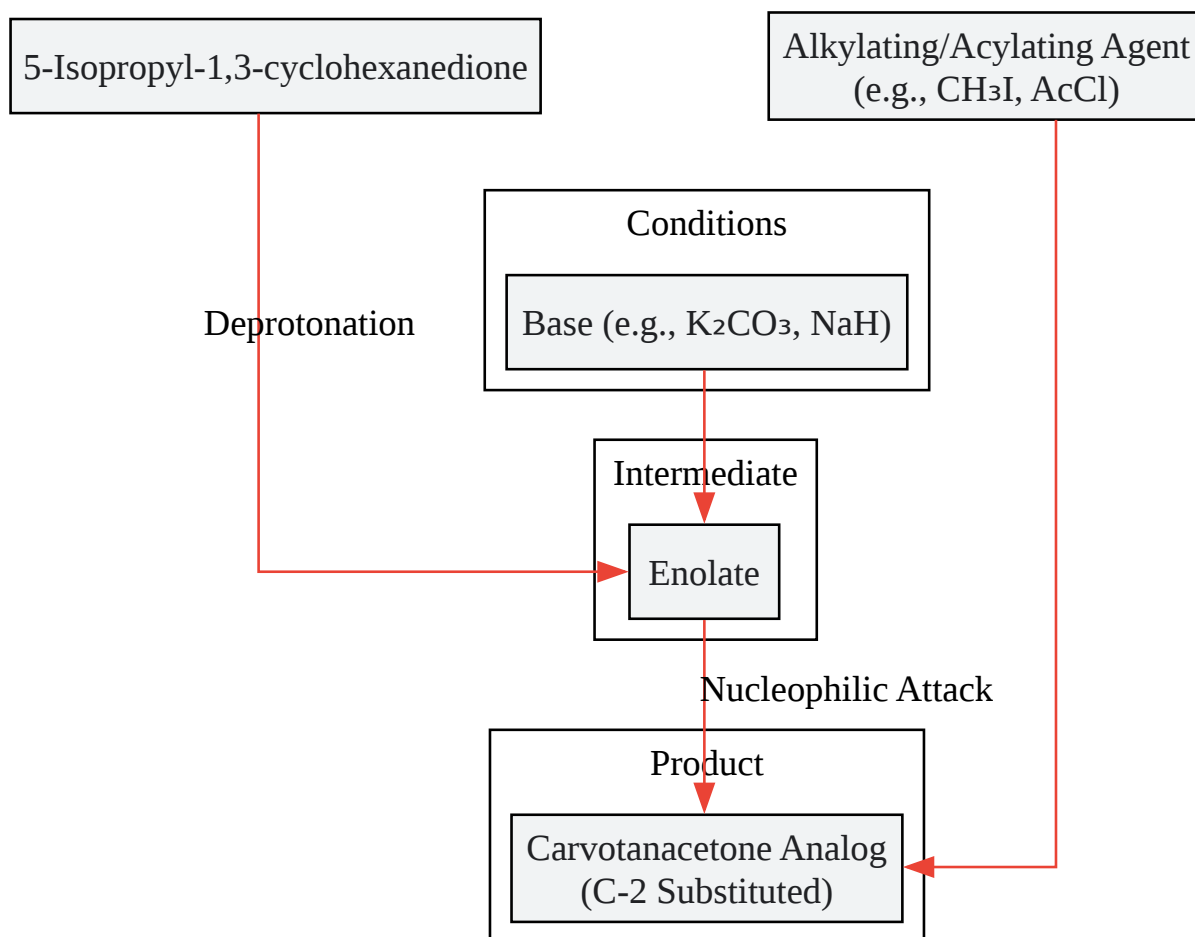 5-Isopropyl-1,3-cyclohexanedione
Alkylating/Acylating Agent
(e.g., CH₃I, AcCl)
Conditions
Base (e.g., K₂CO₃, NaH)
Deprotonation
Intermediate
Enolate
Nucleophilic Attack
Product
Carvotanacetone Analog
(C-2 Substituted)